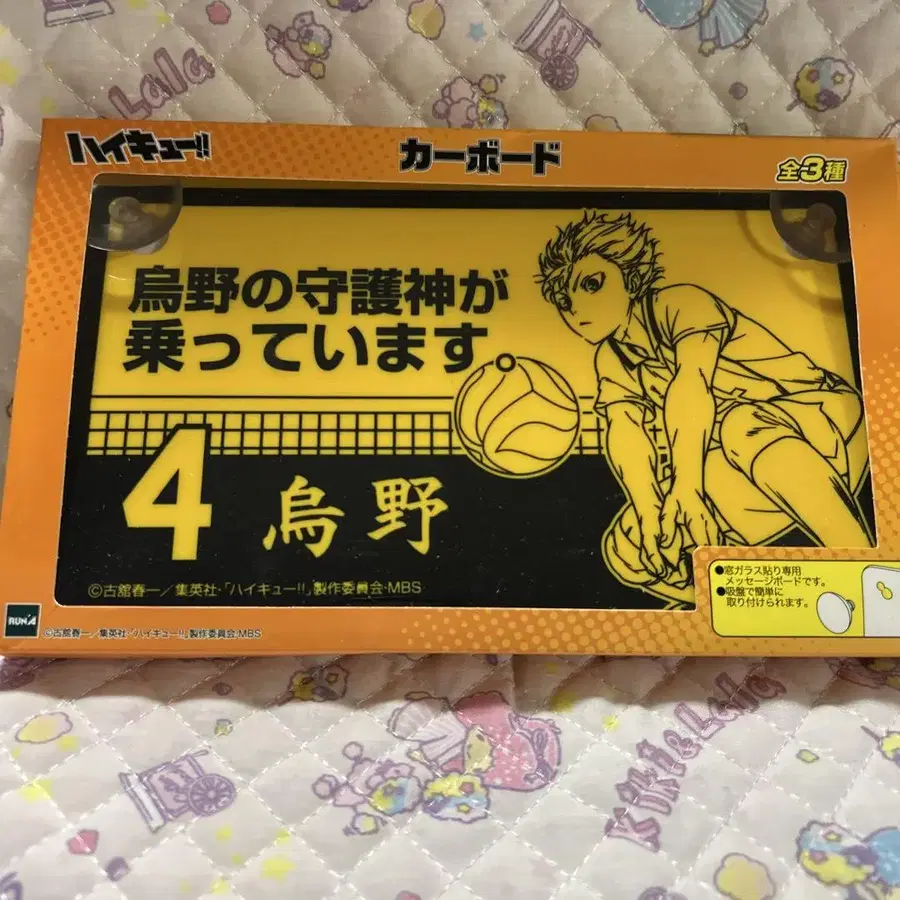 ハイキュー!!
カーボード
全3種
烏野の守護神が
乗っています
4 烏野
©古舘春一/集英社・「ハイキュー!!」製作委員会・MBS
●窓ガラス貼り専用
メッセージボードです。
●吸盤で簡単に
取り付けられます。
RUN'A
©古舘春一/集英社・「ハイキュー!!」製作委員会・MBS
Lala
Kiki&Lala